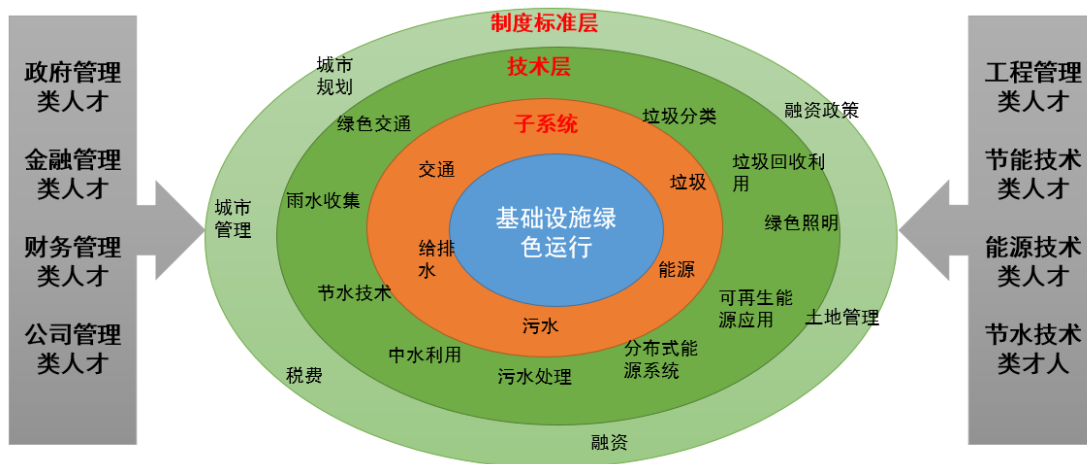 政府管理
类人才
金融管理
类人才
财务管理
类人才
公司管理
类人才
制度标准层
城市
规划
融资政策
城市
管理
土地管理
税费
融资
技术层
绿色交通
垃圾分类
垃圾回收利
用
雨水收集
绿色照明
节水技术
可再生能
源应用
中水利用
污水处理
分布式能
源系统
子系统
交通
垃圾
给排
水
能源
污水
基础设施绿
色运行
工程管理
类人才
节能技术
类人才
能源技术
类人才
节水技术
类才人